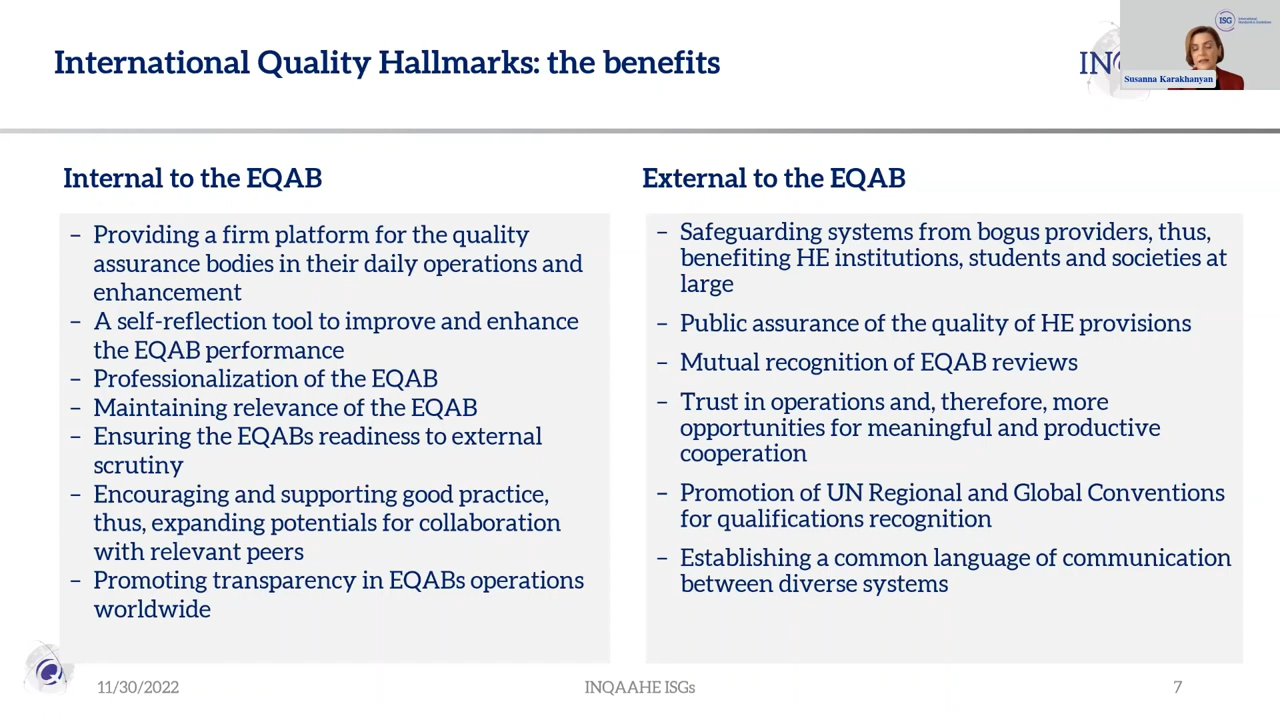 International Quality Hallmarks: the benefits
ISG
IN
Susanna Karakhanyan
Internal to the EQAB
– Providing a firm platform for the quality
assurance bodies in their daily operations and
enhancement
– A self-reflection tool to improve and enhance
the EQAB performance
– Professionalization of the EQAB
– Maintaining relevance of the EQAB
– Ensuring the EQABs readiness to external
scrutiny
– Encouraging and supporting good practice,
thus, expanding potentials for collaboration
with relevant peers
– Promoting transparency in EQABs operations
worldwide
External to the EQAB
– Safeguarding systems from bogus providers, thus,
benefiting HE institutions, students and societies at
large
– Public assurance of the quality of HE provisions
– Mutual recognition of EQAB reviews
– Trust in operations and, therefore, more
opportunities for meaningful and productive
cooperation
– Promotion of UN Regional and Global Conventions
for qualifications recognition
– Establishing a common language of communication
between diverse systems
11/30/2022
INQAAHE ISGs
7